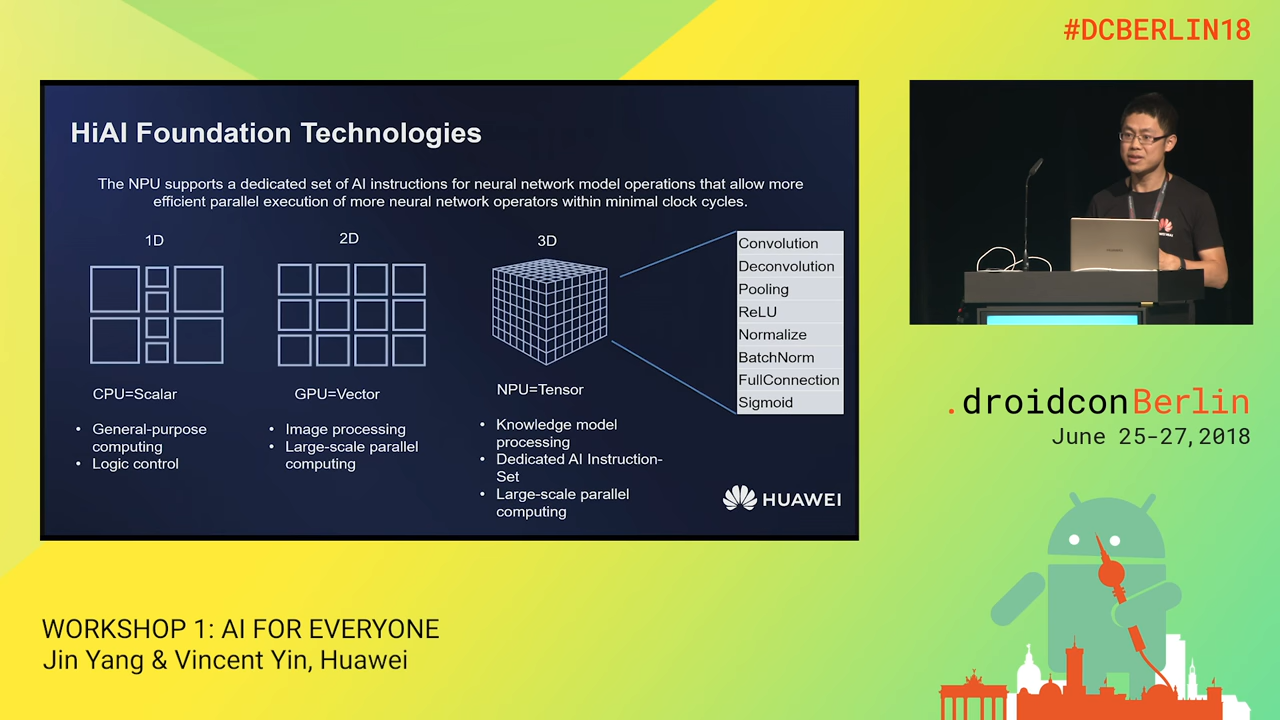 #DCBERLIN18
HiAI Foundation Technologies
The NPU supports a dedicated set of AI instructions for neural network model operations that allow more
efficient parallel execution of more neural network operators within minimal clock cycles.
1D
2D
3D
CPU=Scalar
• General-purpose
computing
• Logic control
GPU=Vector
• Image processing
• Large-scale parallel
computing
NPU=Tensor
• Knowledge model
processing
• Dedicated AI Instruction-
Set
• Large-scale parallel
computing
Convolution
Deconvolution
Pooling
ReLU
Normalize
BatchNorm
FullConnection
Sigmoid
HUAWEI
.droidconBerlin
June 25-27, 2018
WORKSHOP 1: AI FOR EVERYONE
Jin Yang & Vincent Yin, Huawei